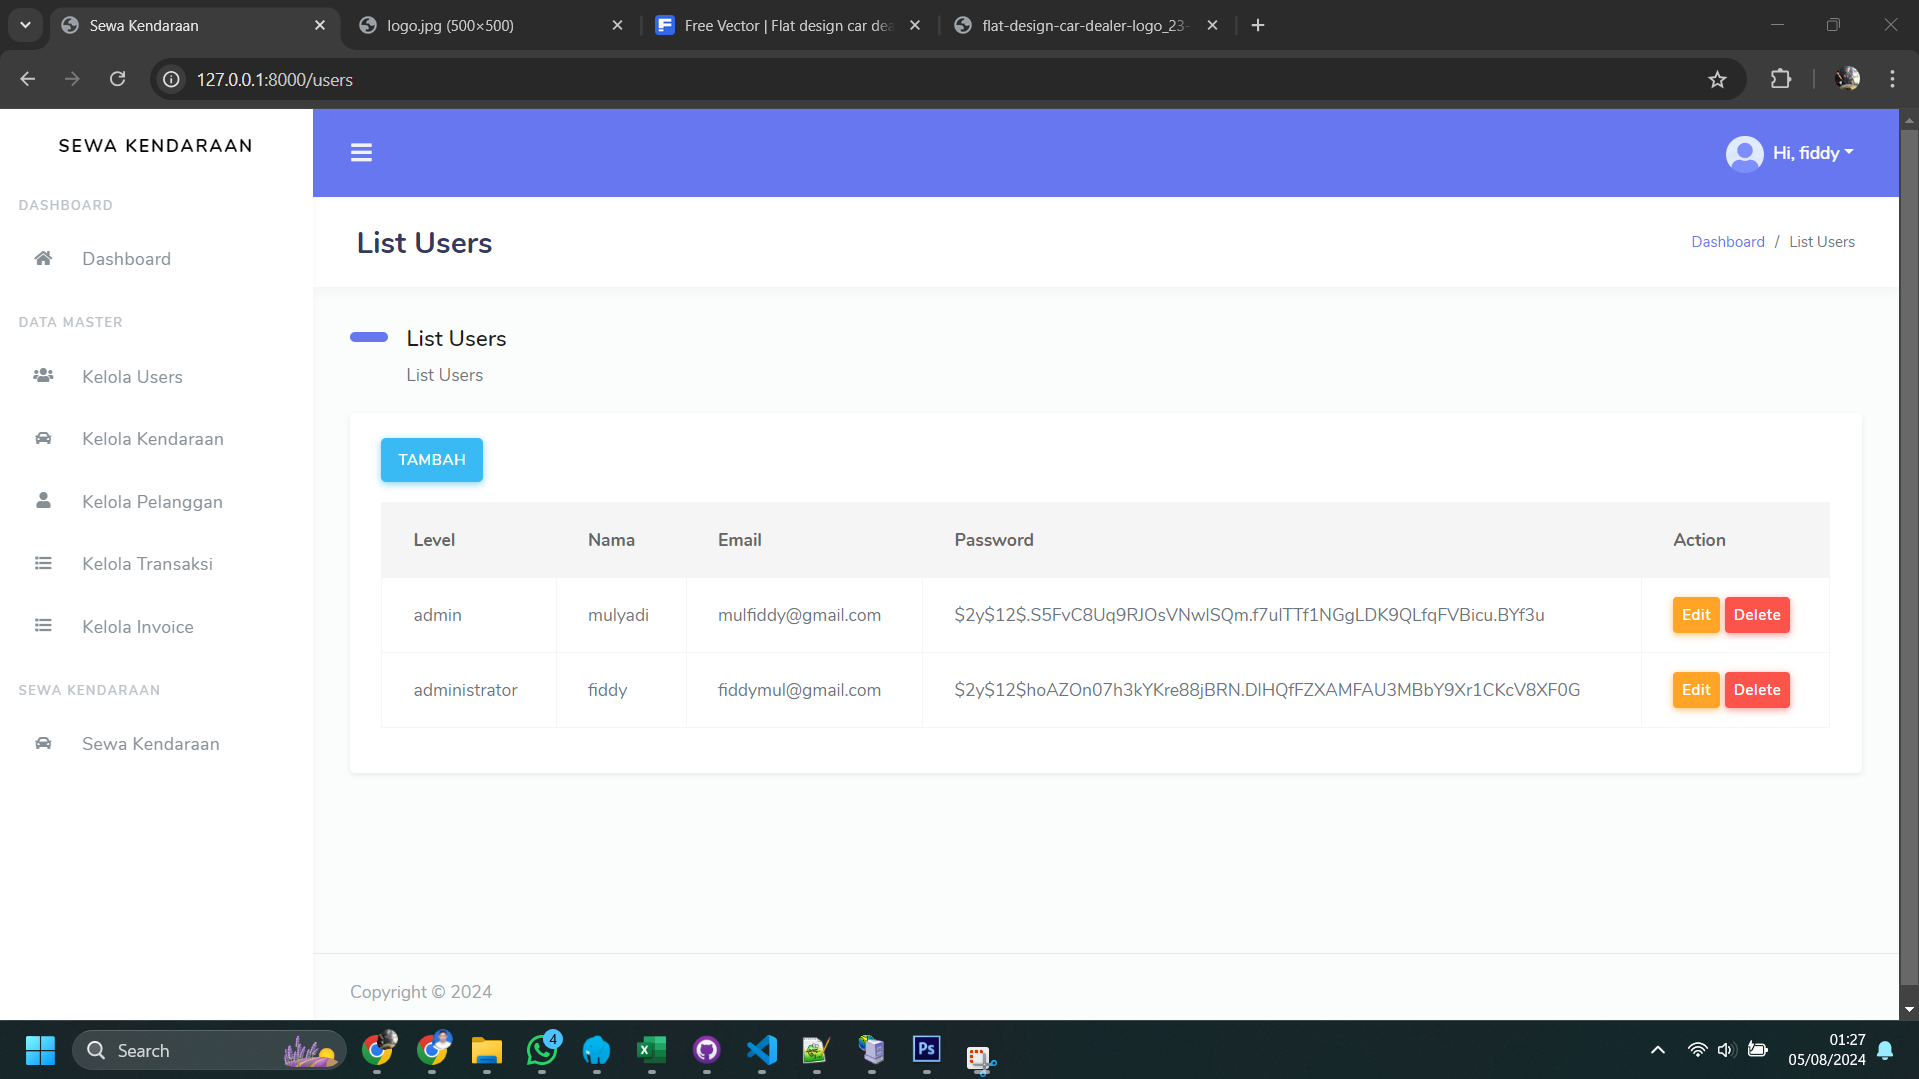 Sewa Kendaraan
logo.jpg (500×500)
Free Vector | Flat design car dea
flat-design-car-dealer-logo_23-
127.0.0.1:8000/users
SEWA KENDARAAN
Hi, fiddy
DASHBOARD
Dashboard
DATA MASTER
Kelola Users
Kelola Kendaraan
Kelola Pelanggan
Kelola Transaksi
Kelola Invoice
SEWA KENDARAAN
Sewa Kendaraan
List Users
Dashboard / List Users
List Users
List Users
TAMBAH
Level Nama Email Password Action
admin mulyadi mulfiddy@gmail.com $2y$12$.S5FvC8Uq9RJOsVNwlSQm.f7ulTTf1NGgLDK9QLfqFVBicu.BYf3u Edit Delete
administrator fiddy fiddymul@gmail.com $2y$12$hoAZOn07h3kYKre88jBRN.DlHQfFZXAMFAU3MBbY9Xr1CKcV8XF0G Edit Delete
Copyright © 2024
Search
4
Ps
01:27
05/08/2024